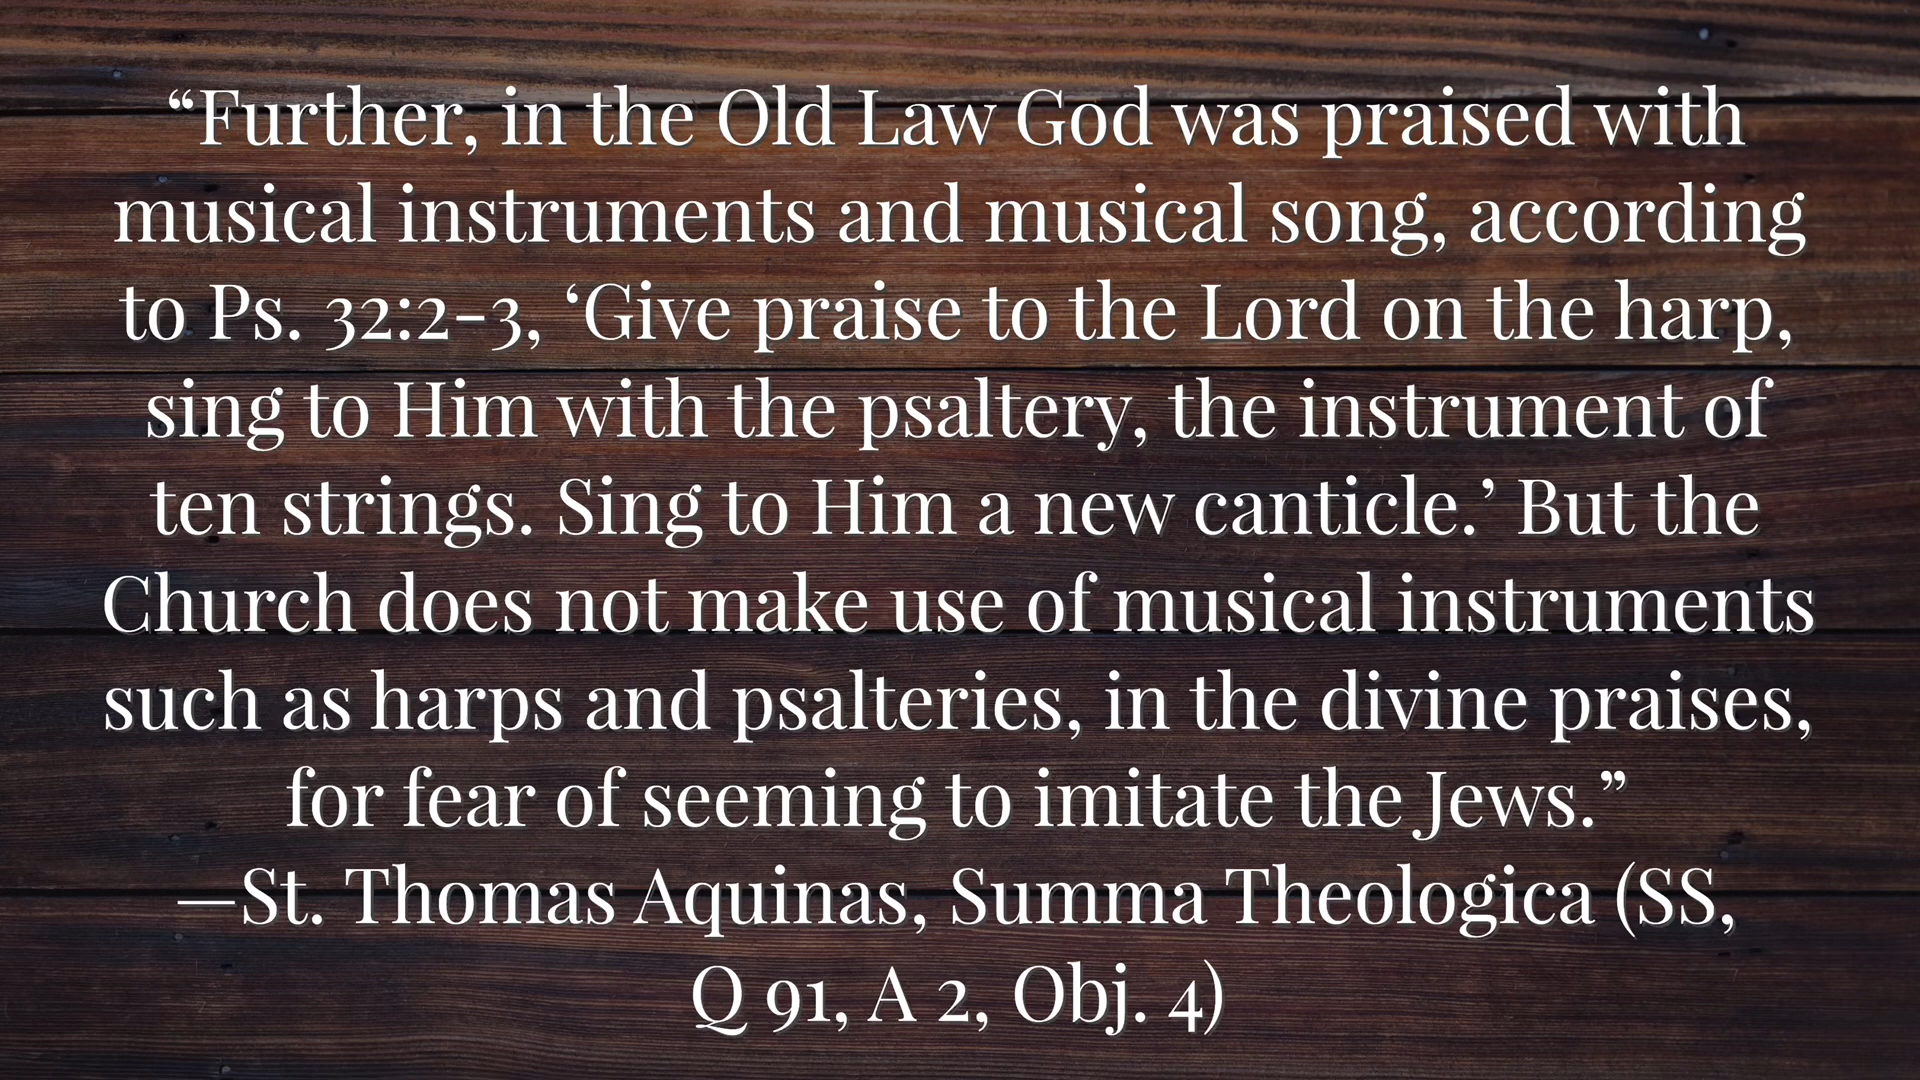 “Further, in the Old Law God was praised with
musical instruments and musical song, according
to Ps. 32:2-3, ‘Give praise to the Lord on the harp,
sing to Him with the psaltery, the instrument of
ten strings. Sing to Him a new canticle.’ But the
Church does not make use of musical instruments
such as harps and psalteries, in the divine praises,
for fear of seeming to imitate the Jews.”
—St. Thomas Aquinas, Summa Theologica (SS,
Q 91, A 2, Obj. 4)